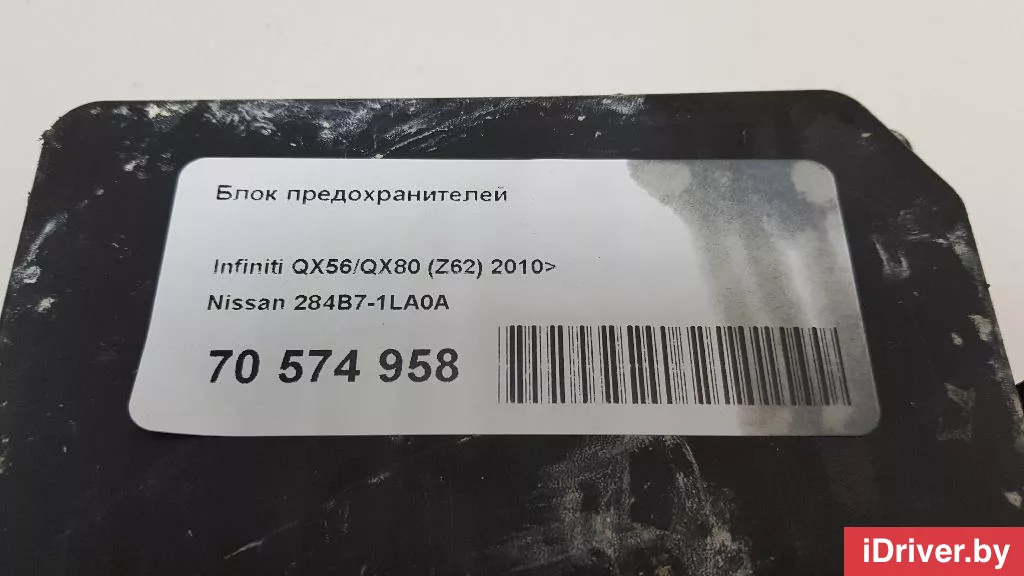 Блок предохранителей
Infiniti QX56/QX80 (Z62) 2010>
Nissan 284B7-1LA0A
70 574 958
iDriver.by